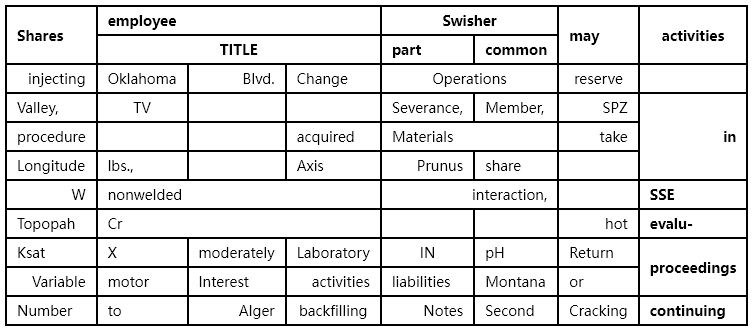 Shares employee Swisher may activities
TITLE part common
injecting Oklahoma Blvd. Change Operations reserve
Valley, TV Severance, Member, SPZ in
procedure acquired Materials take
Longitude lbs., Axis Prunus share
W nonwelded interaction, SSE
Topopah Cr hot evalu-
Ksat X moderately Laboratory IN pH Return proceedings
Variable motor Interest activities liabilities Montana or
Number to Alger backfilling Notes Second Cracking continuing